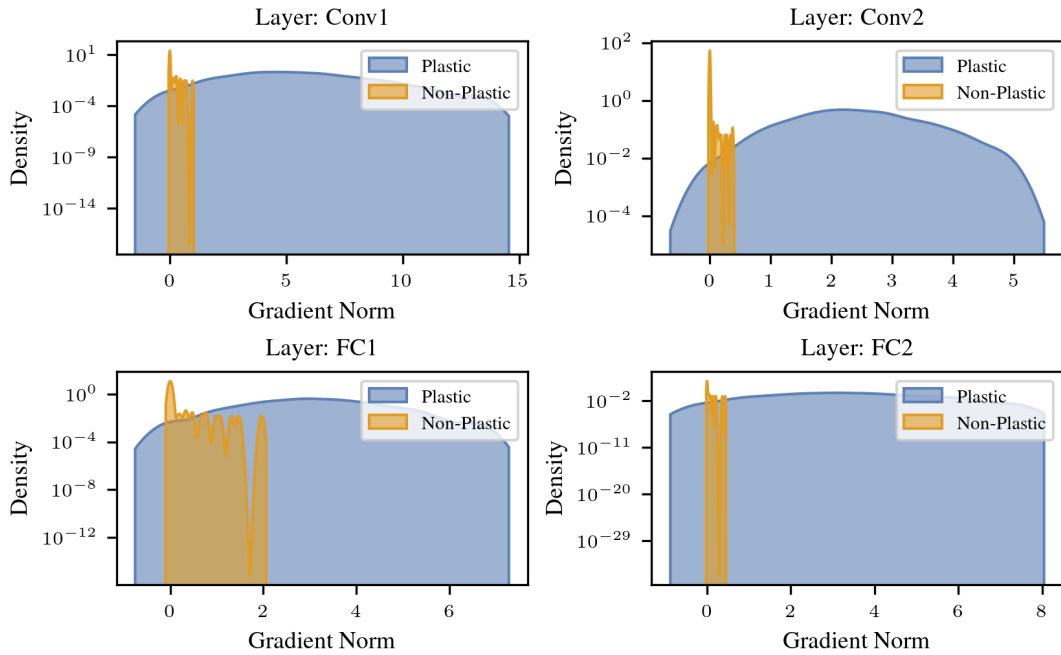 Layer: Conv1
10^1
10^-4
10^-9
10^-14
Density
0
5
10
15
Gradient Norm
Plastic
Non-Plastic
Layer: Conv2
10^2
10^0
10^-2
10^-4
Density
0
1
2
3
4
5
Gradient Norm
Plastic
Non-Plastic
Layer: FC1
10^0
10^-4
10^-8
10^-12
Density
0
2
4
6
Gradient Norm
Plastic
Non-Plastic
Layer: FC2
10^-2
10^-11
10^-20
10^-29
Density
0
2
4
6
8
Gradient Norm
Plastic
Non-Plastic